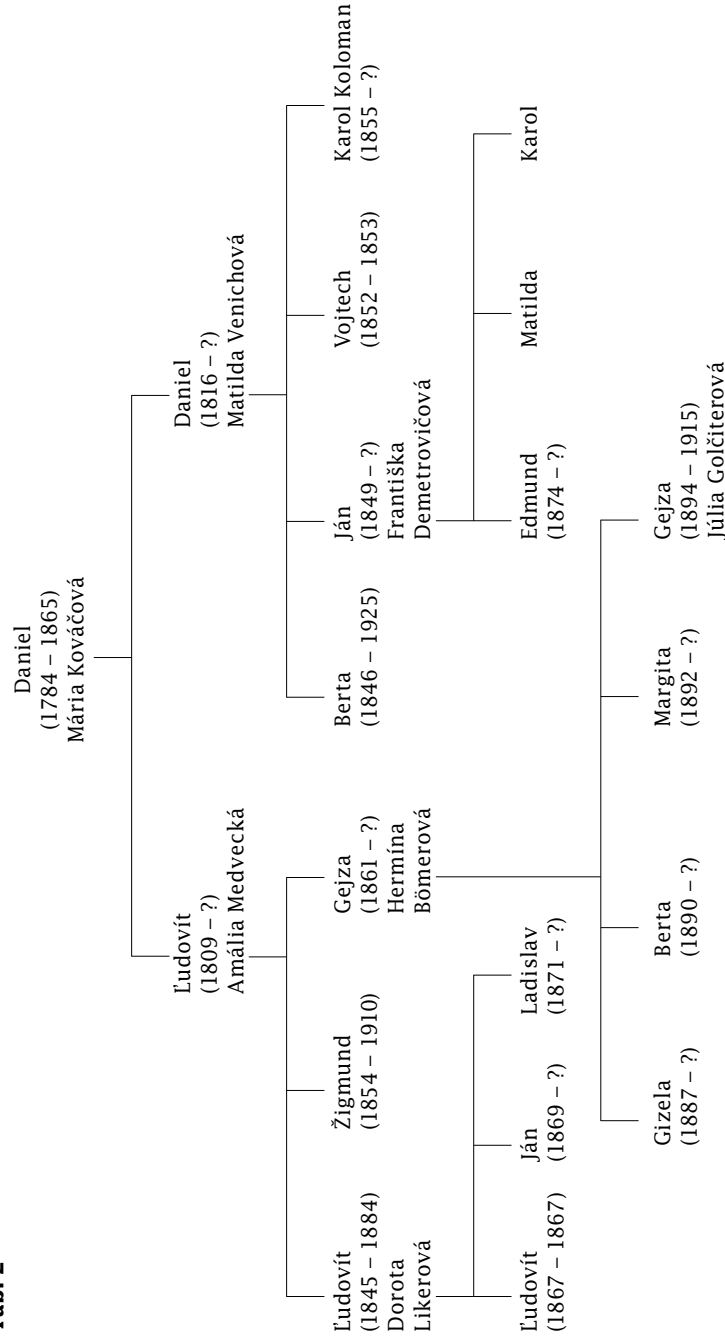 Daniel
(1784 – 1865)
Mária Kováčová
Ľudovít
(1809 – ?)
Amália Medvecká
Daniel
(1816 – ?)
Matilda Venichová
Ľudovít
(1845 – 1884)
Dorota
Likerová
Žigmund
(1854 – 1910)
Gejza
(1861 – ?)
Hermína
Bömerová
Berta
(1846 – 1925)
Ján
(1849 – ?)
Františka
Demetrovičová
Vojtech
(1852 – 1853)
Karol Koloman
(1855 – ?)
Ľudovít
(1867 – 1867)
Ján
(1869 – ?)
Ladislav
(1871 – ?)
Edmund
(1874 – ?)
Matilda
Karol
Gizela
(1887 – ?)
Berta
(1890 – ?)
Margita
(1892 – ?)
Gejza
(1894 – 1915)
Júlia Golčiterová